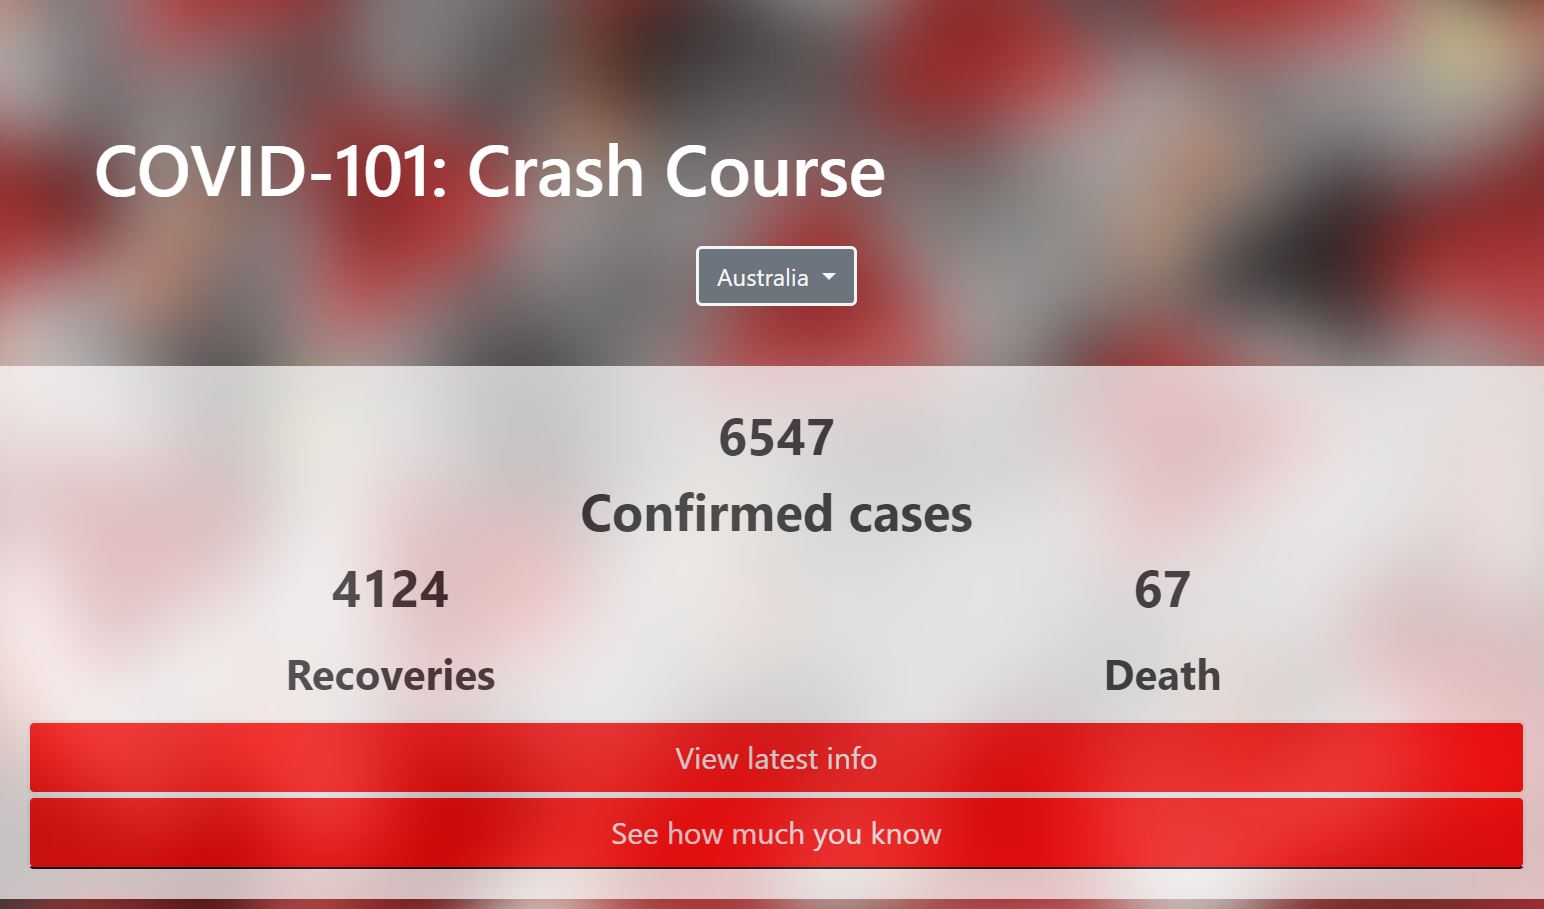 COVID-101: Crash Course
Australia
6547
Confirmed cases
4124
Recoveries
67
Death
View latest info
See how much you know